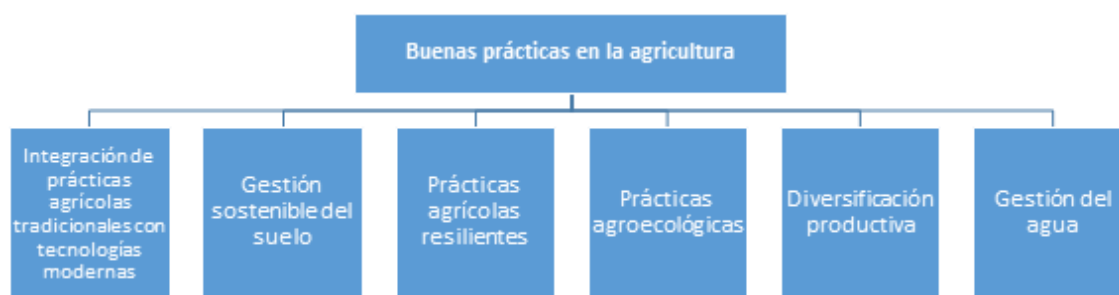 Buenas prácticas en la agricultura
Integración de
prácticas
agrícolas
tradicionales con
tecnologías
modernas
Gestión
sostenible del
suelo
Prácticas
agrícolas
resilientes
Prácticas
agroecológicas
Diversificación
productiva
Gestión del
agua